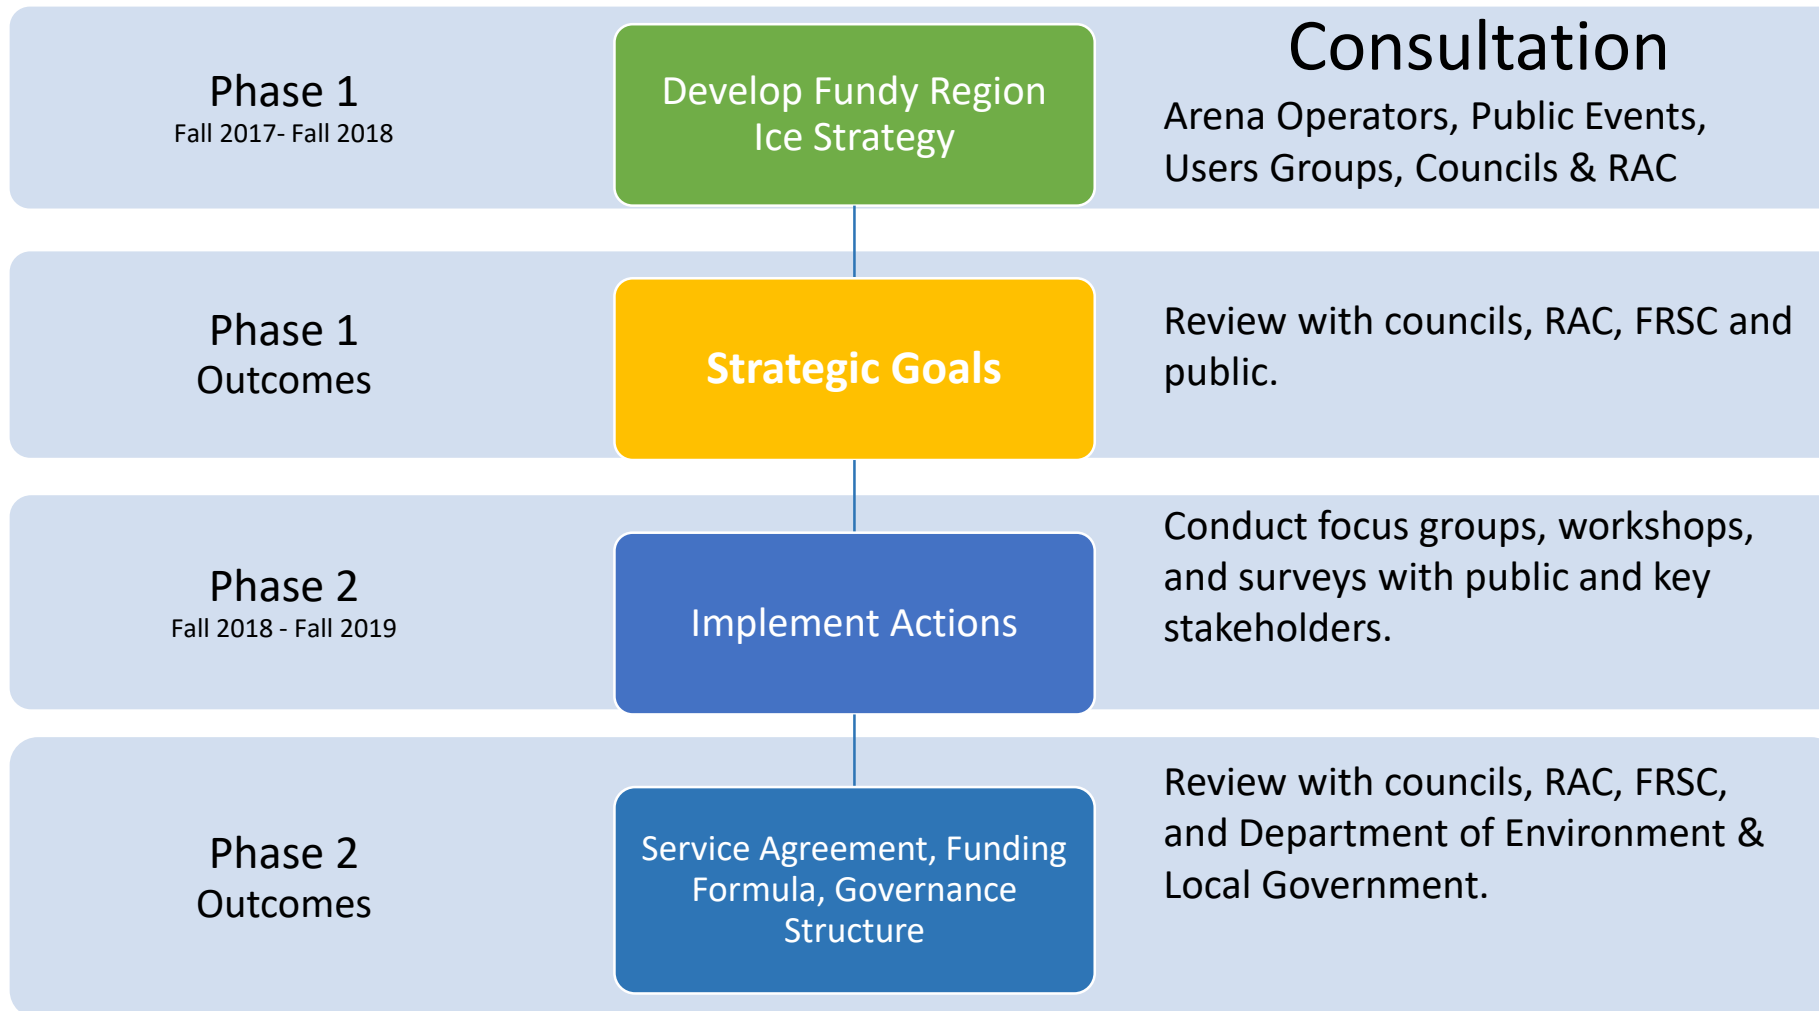 Phase 1
Fall 2017- Fall 2018
Develop Fundy Region
Ice Strategy
Consultation
Arena Operators, Public Events,
Users Groups, Councils & RAC
Phase 1
Outcomes
Strategic Goals
Review with councils, RAC, FRSC and
public.
Phase 2
Fall 2018 - Fall 2019
Implement Actions
Conduct focus groups, workshops,
and surveys with public and key
stakeholders.
Phase 2
Outcomes
Service Agreement, Funding
Formula, Governance
Structure
Review with councils, RAC, FRSC,
and Department of Environment &
Local Government.